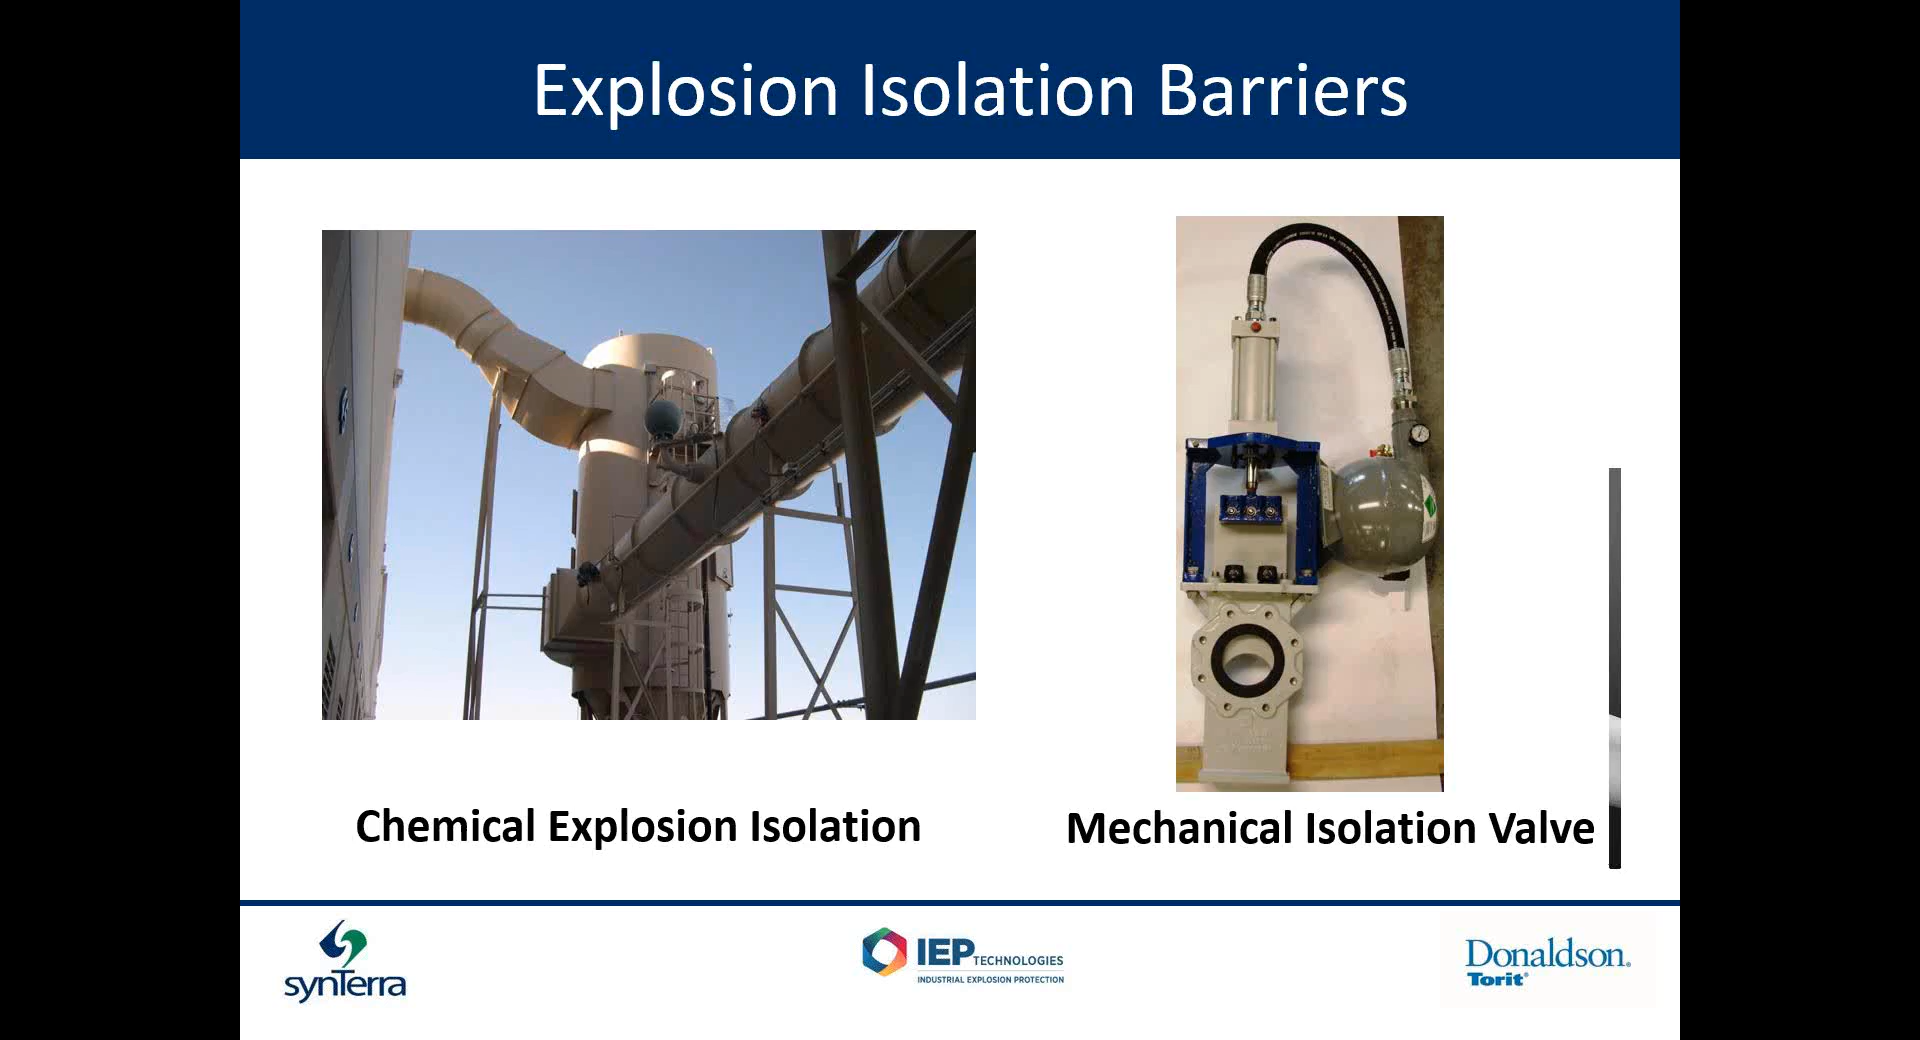 Explosion Isolation Barriers
Chemical Explosion Isolation
Mechanical Isolation Valve
synTerra
IEP TECHNOLOGIES
INDUSTRIAL EXPLOSION PROTECTION
Donaldson.
Torit®